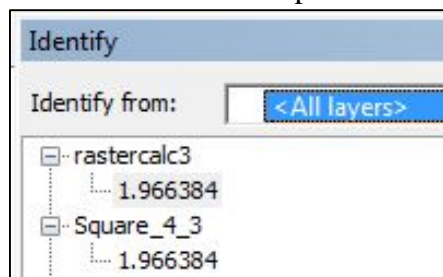 Identify
Identify from: <All layers>
rastercalc3
1.966384
Square_4_3
1.966384